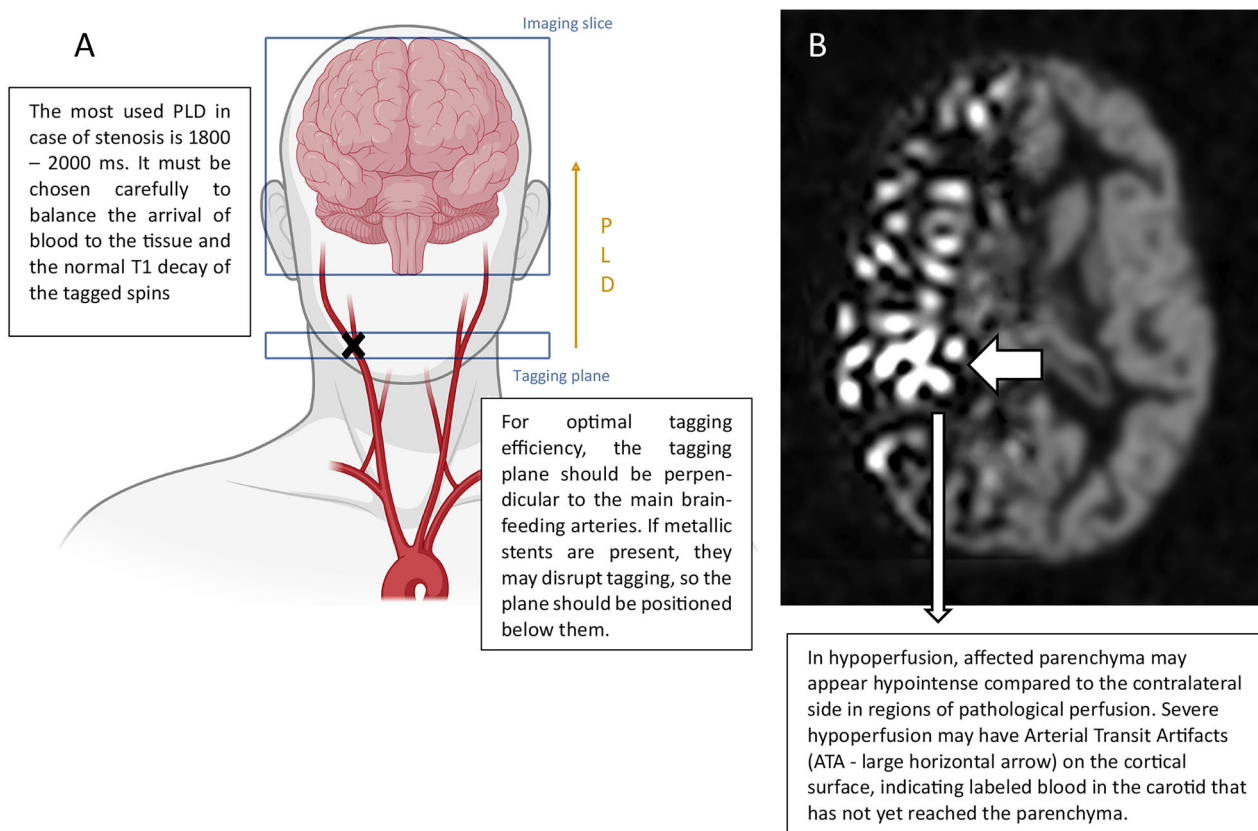 A
Imaging slice
The most used PLD in
case of stenosis is 1800
– 2000 ms. It must be
chosen carefully to
balance the arrival of
blood to the tissue and
the normal T1 decay of
the tagged spins
P
L
D
Tagging plane
For optimal tagging
efficiency, the tagging
plane should be perpen-
dicular to the main brain-
feeding arteries. If metallic
stents are present, they
may disrupt tagging, so the
plane should be positioned
below them.
B
In hypoperfusion, affected parenchyma may
appear hypointense compared to the contralateral
side in regions of pathological perfusion. Severe
hypoperfusion may have Arterial Transit Artifacts
(ATA - large horizontal arrow) on the cortical
surface, indicating labeled blood in the carotid that
has not yet reached the parenchyma.